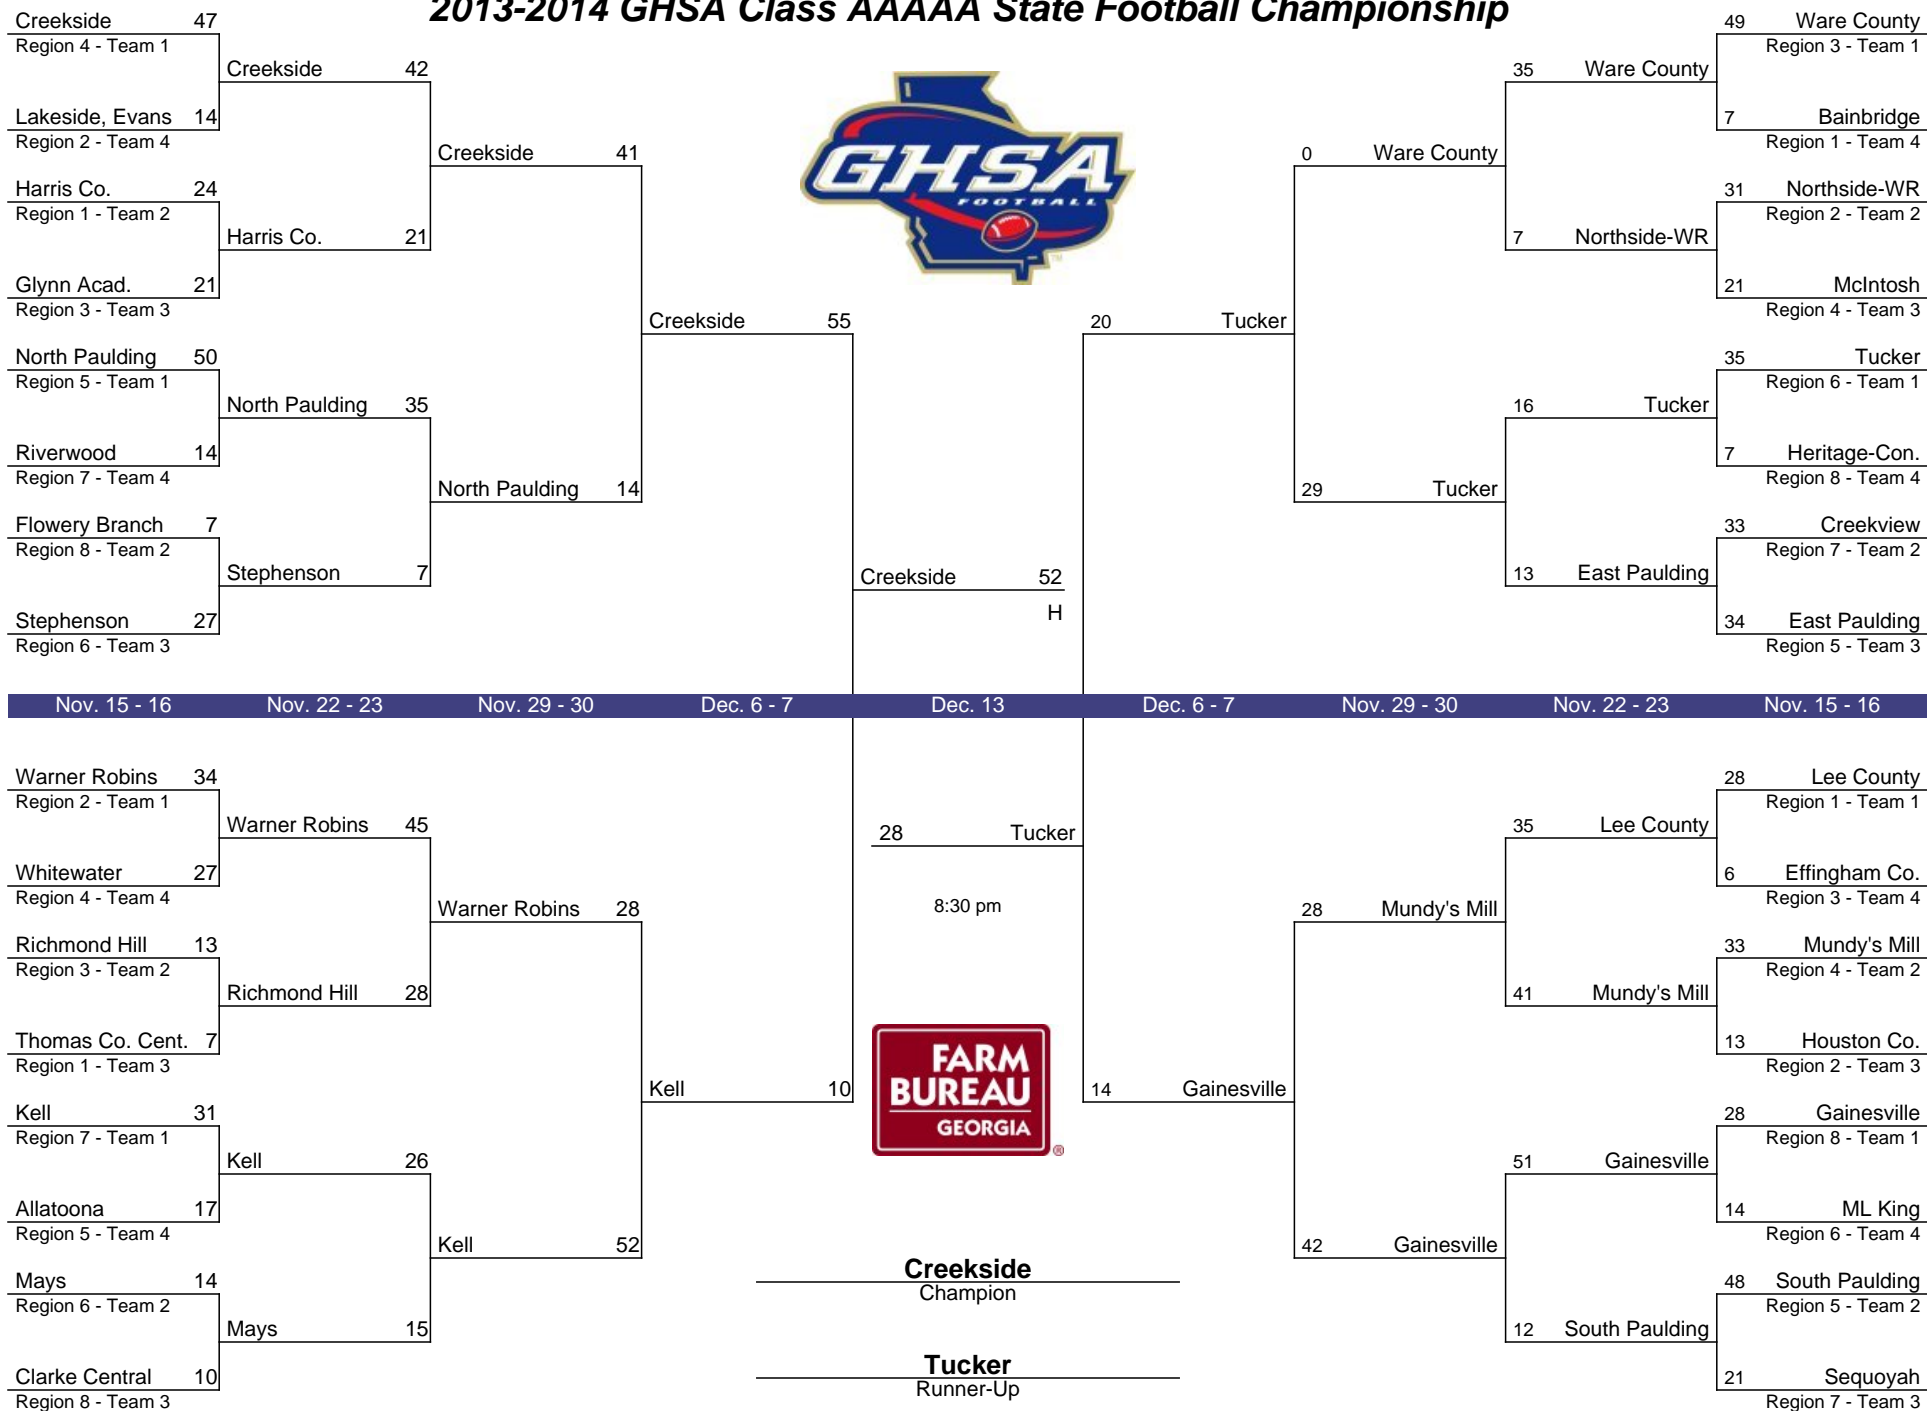 2013-2014 GHSA Class AAAAA State Football Championship
Creekside 47
Region 4 - Team 1
Lakeside, Evans 14
Region 2 - Team 4
Harris Co. 24
Region 1 - Team 2
Glynn Acad. 21
Region 3 - Team 3
North Paulding 50
Region 5 - Team 1
Riverwood 14
Region 7 - Team 4
Flowery Branch 7
Region 8 - Team 2
Stephenson 27
Region 6 - Team 3
Creekside 42
Harris Co. 21
North Paulding 35
Stephenson 7
Creekside 41
North Paulding 14
Creekside 55
GHSA
FOOTBALL
TM
Creekside 52
H
20 Tucker
0 Ware County
29 Tucker
35 Ware County
7 Northside-WR
16 Tucker
13 East Paulding
49 Ware County
Region 3 - Team 1
7 Bainbridge
Region 1 - Team 4
31 Northside-WR
Region 2 - Team 2
21 McIntosh
Region 4 - Team 3
35 Tucker
Region 6 - Team 1
7 Heritage-Con.
Region 8 - Team 4
33 Creekview
Region 7 - Team 2
34 East Paulding
Region 5 - Team 3
Nov. 15 - 16 Nov. 22 - 23 Nov. 29 - 30 Dec. 6 - 7 Dec. 13 Dec. 6 - 7 Nov. 29 - 30 Nov. 22 - 23 Nov. 15 - 16
Warner Robins 34
Region 2 - Team 1
Whitewater 27
Region 4 - Team 4
Richmond Hill 13
Region 3 - Team 2
Thomas Co. Cent. 7
Region 1 - Team 3
Kell 31
Region 7 - Team 1
Allatoona 17
Region 5 - Team 4
Mays 14
Region 6 - Team 2
Clarke Central 10
Region 8 - Team 3
Warner Robins 45
Richmond Hill 28
Kell 26
Mays 15
Warner Robins 28
Kell 52
Kell 10
28 Tucker
8:30 pm
FARM
BUREAU
GEORGIA
®
Creekside
Champion
Tucker
Runner-Up
14 Gainesville
28 Mundy's Mill
42 Gainesville
35 Lee County
41 Mundy's Mill
51 Gainesville
12 South Paulding
28 Lee County
Region 1 - Team 1
6 Effingham Co.
Region 3 - Team 4
33 Mundy's Mill
Region 4 - Team 2
13 Houston Co.
Region 2 - Team 3
28 Gainesville
Region 8 - Team 1
14 ML King
Region 6 - Team 4
48 South Paulding
Region 5 - Team 2
21 Sequoyah
Region 7 - Team 3